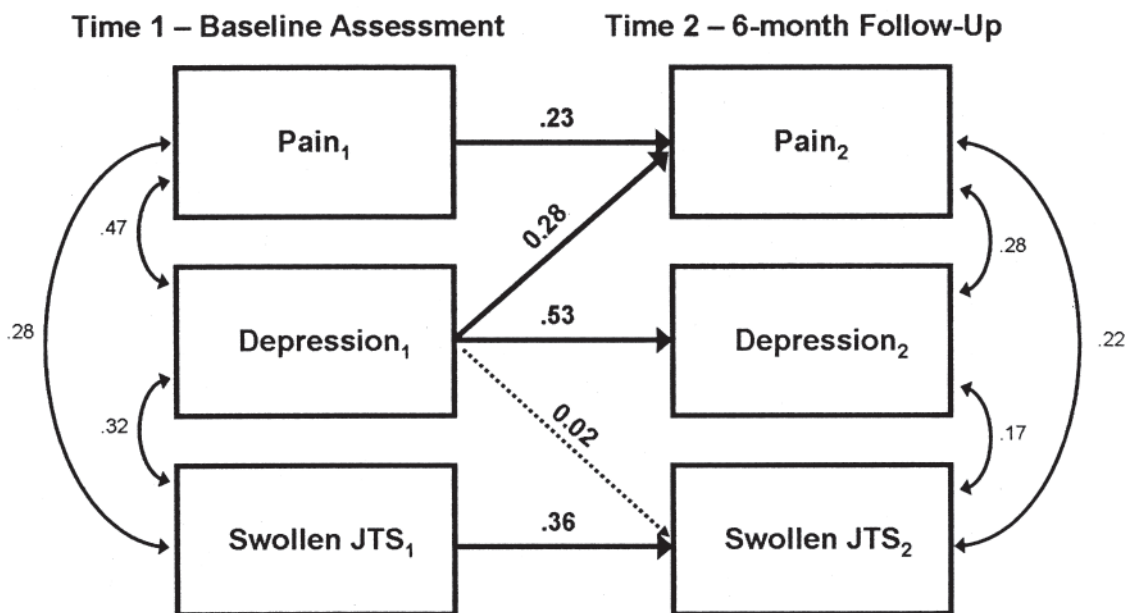 Time 1 – Baseline Assessment
Time 2 – 6-month Follow-Up
Pain₁
.23
Pain₂
.47
0.28
.28
.28
Depression₁
.53
Depression₂
.22
.32
0.02
.17
Swollen JTS₁
.36
Swollen JTS₂